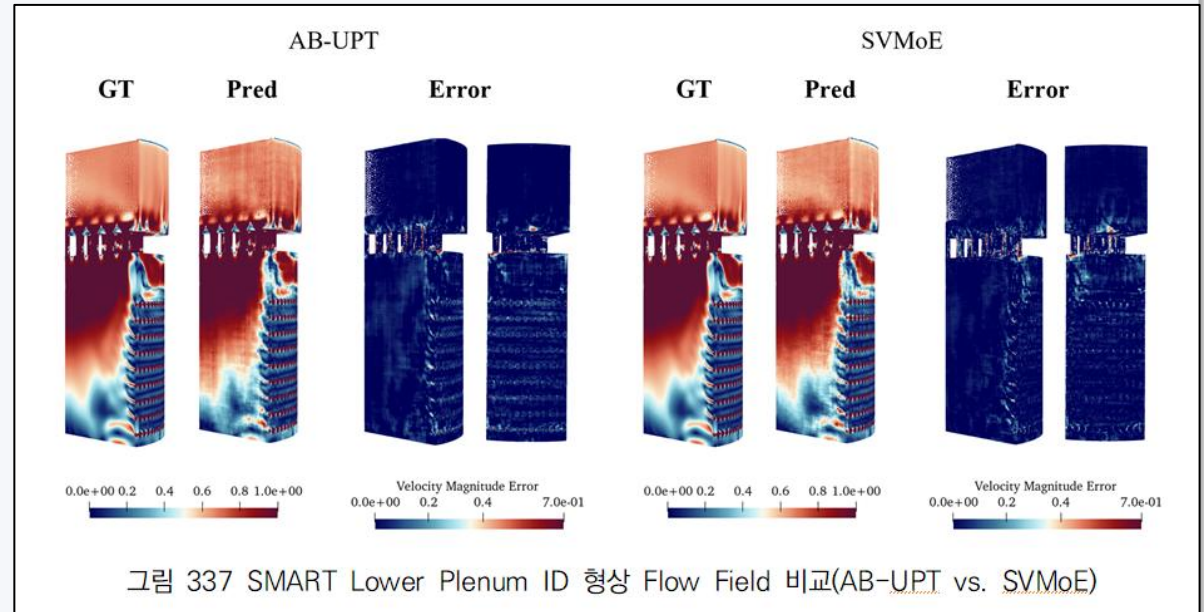 AB-UPT SVMoE
GT Pred Error GT Pred Error
Velocity Magnitude Error Velocity Magnitude Error
0.0e+00 0.2 0.4 0.6 0.8 1.0e+00 0.0e+00 0.2 0.4 7.0e-01 0.0e+00 0.2 0.4 0.6 0.8 1.0e+00 0.0e+00 0.2 0.4 7.0e-01
그림 337 SMART Lower Plenum ID 형상 Flow Field 비교(AB-UPT vs. SVMoE)